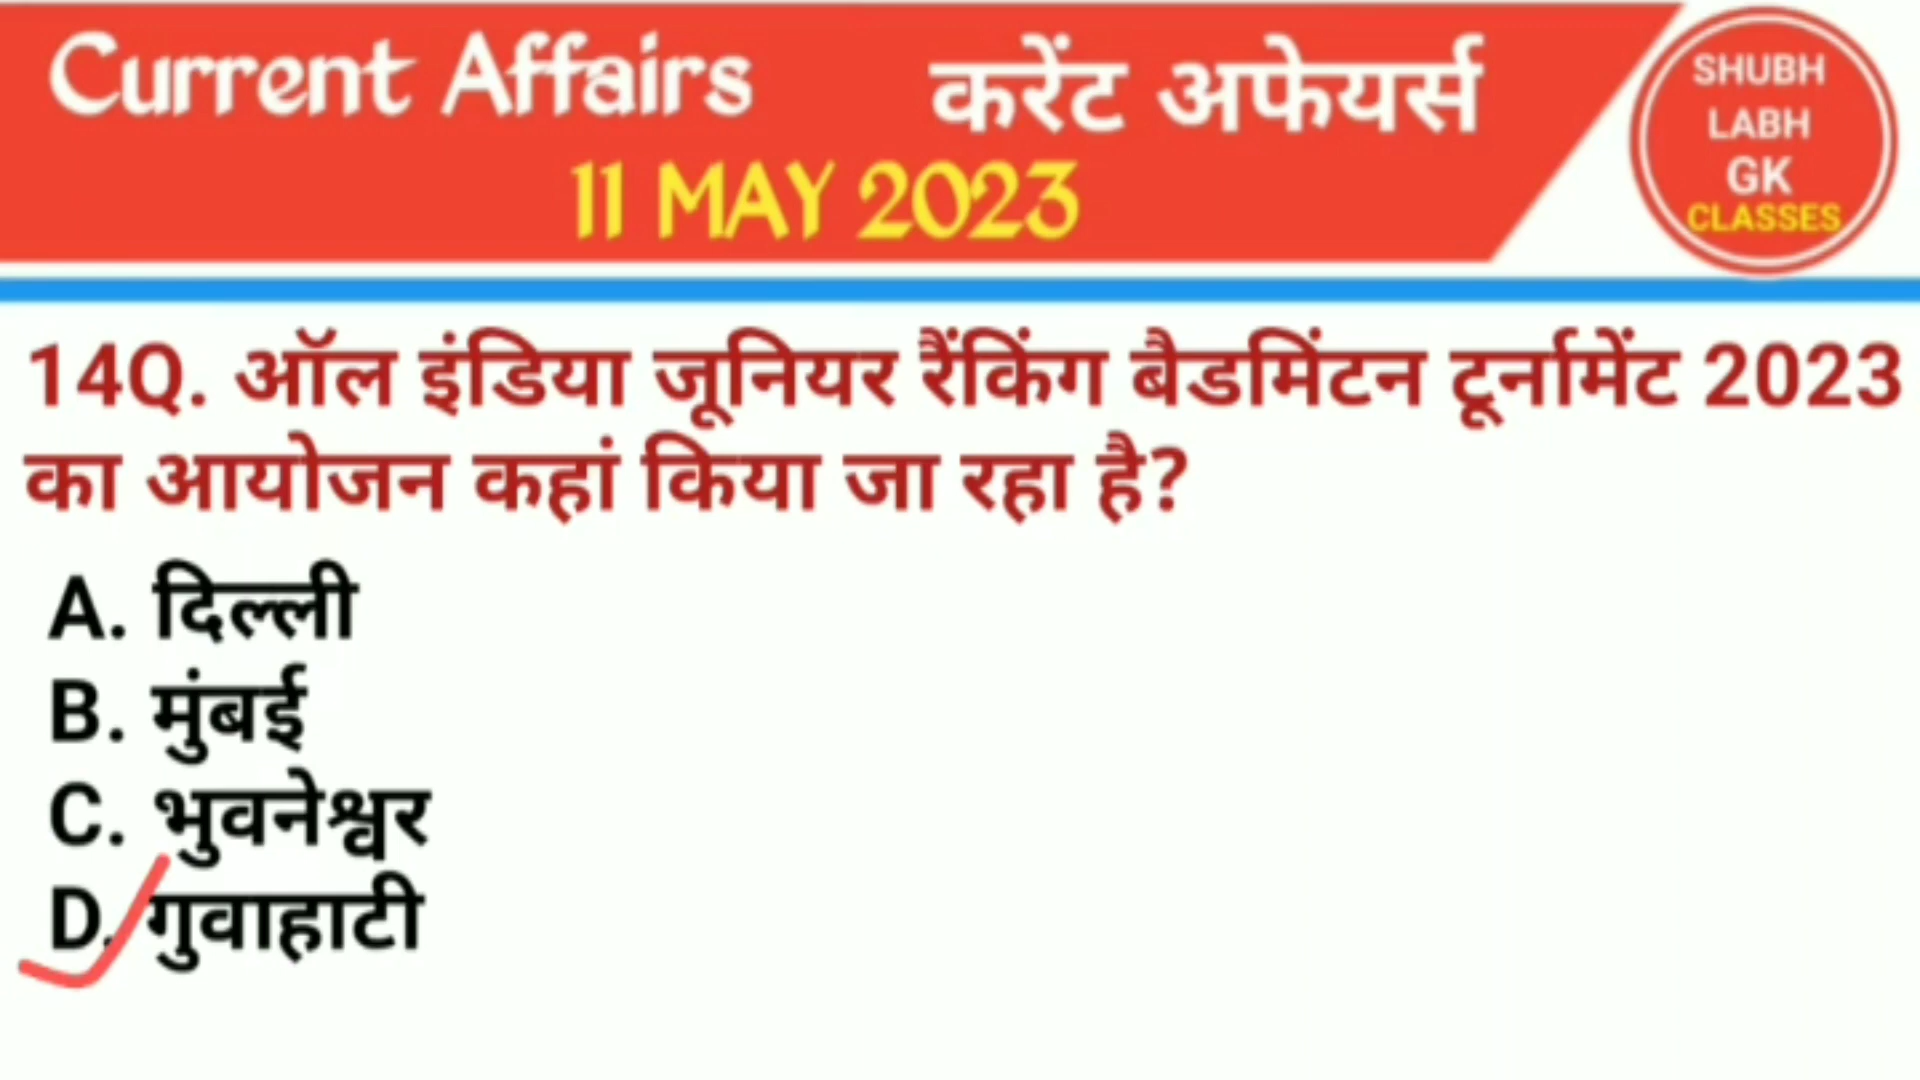 Current Affairs करेंट अफेयर्स
11 MAY 2023
SHUBH
LABH
GK
CLASSES
14Q. ऑल इंडिया जूनियर रैंकिंग बैडमिंटन टूर्नामेंट 2023
का आयोजन कहां किया जा रहा है?
A. दिल्ली
B. मुंबई
C. भुवनेश्वर
D. गुवाहाटी